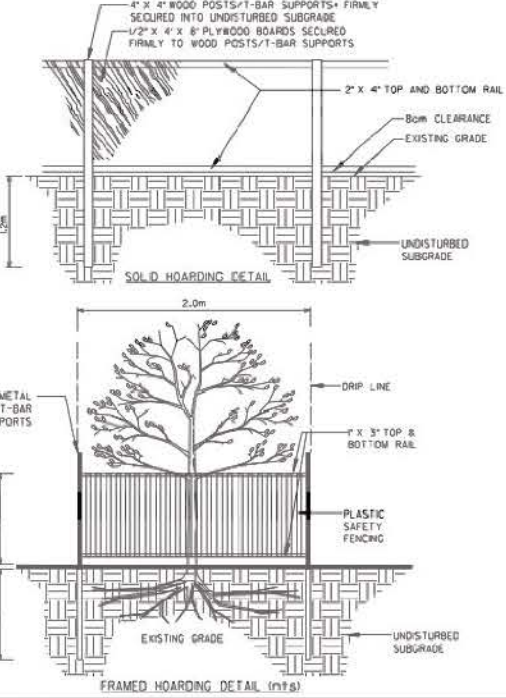 4" X 4" WOOD POSTS/T-BAR SUPPORTS* FIRMLY
SECURED INTO UNDISTURBED SUBGRADE
1/2" X 4' X 8' PLYWOOD BOARDS SECURED
FIRMLY TO WOOD POSTS/T-BAR SUPPORTS
2" X 4" TOP AND BOTTOM RAIL
8cm CLEARANCE
EXISTING GRADE
1.2m
UNDISTURBED
SUBGRADE
SOLID HOARDING DETAIL
2.0m
METAL
T-BAR
PORTS
DRIP LINE
1" X 3" TOP &
BOTTOM RAIL
PLASTIC
SAFETY
FENCING
EXISTING GRADE
UNDISTURBED
SUBGRADE
FRAMED HOARDING DETAIL (nts)